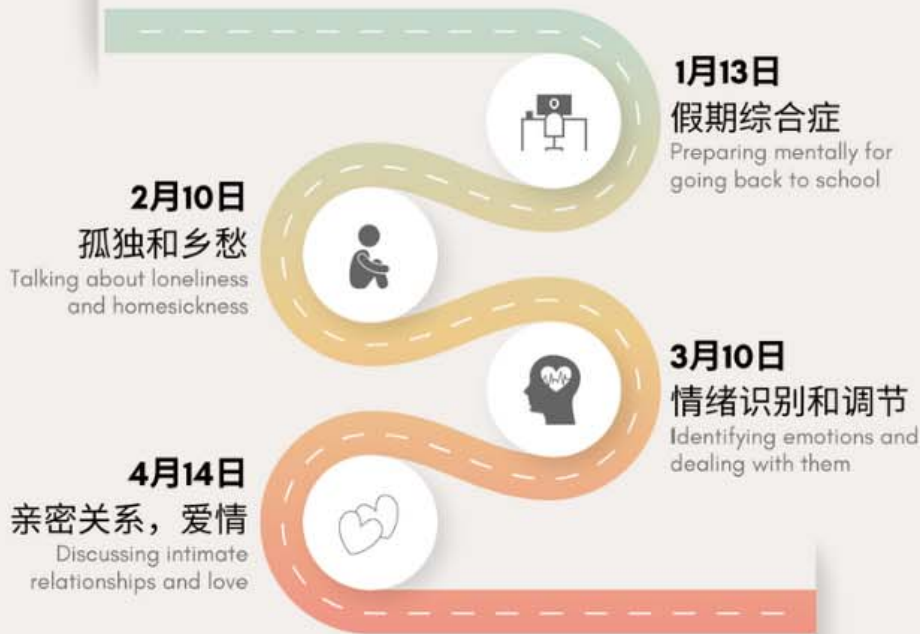 1月13日
假期综合症
Preparing mentally for
going back to school
2月10日
孤独和乡愁
Talking about loneliness
and homesickness
3月10日
情绪识别和调节
Identifying emotions and
dealing with them
4月14日
亲密关系，爱情
Discussing intimate
relationships and love